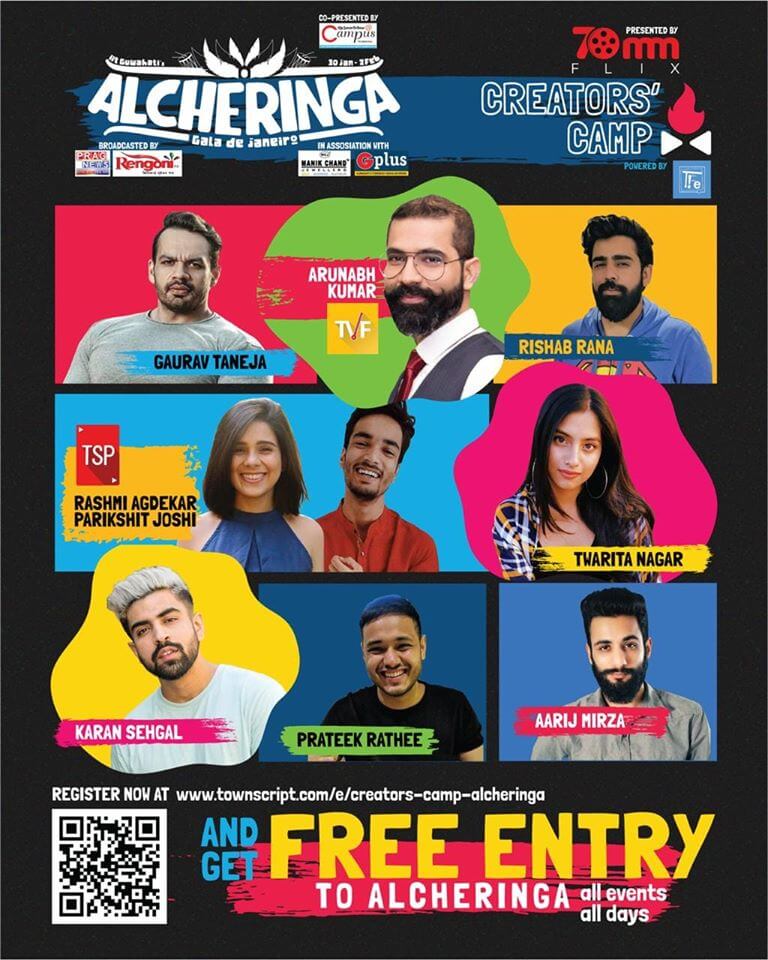 CO-PRESENTED BY
Campus
IIT Guwahati's
30 Jan - 2 Feb
ALCHERINGA
Gala de Janeiro
BROADCASTED BY
PRAG
NEWS
Rengoni
IN ASSOSIATION WITH
MANIK CHAND
JEWELLERS
Gplus
PRESENTED BY
70mm
FLIX
CREATORS'
CAMP
POWERED BY
GAURAV TANEJA
ARUNABH
KUMAR
TVF
RISHAB RANA
TSP
RASHMI AGDEKAR
PARIKSHIT JOSHI
TWARITA NAGAR
KARAN SEHGAL
PRATEEK RATHEE
AARIJ MIRZA
REGISTER NOW AT www.townscript.com/e/creators-camp-alcheringa
AND
GET
FREE ENTRY
TO ALCHERINGA
all events
all days